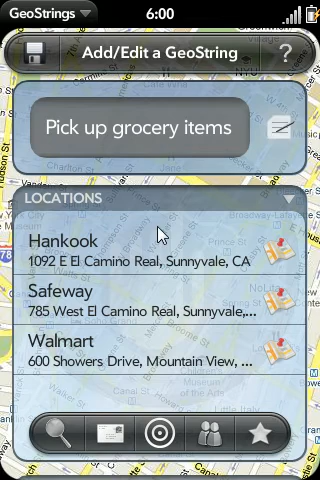 GeoStrings 6:00
Add/Edit a GeoString ?
Pick up grocery items
LOCATIONS
Hankook
1092 E El Camino Real, Sunnyvale, CA
Safeway
785 West El Camino Real, Sunnyvale,...
Walmart
600 Showers Drive, Mountain View, ...